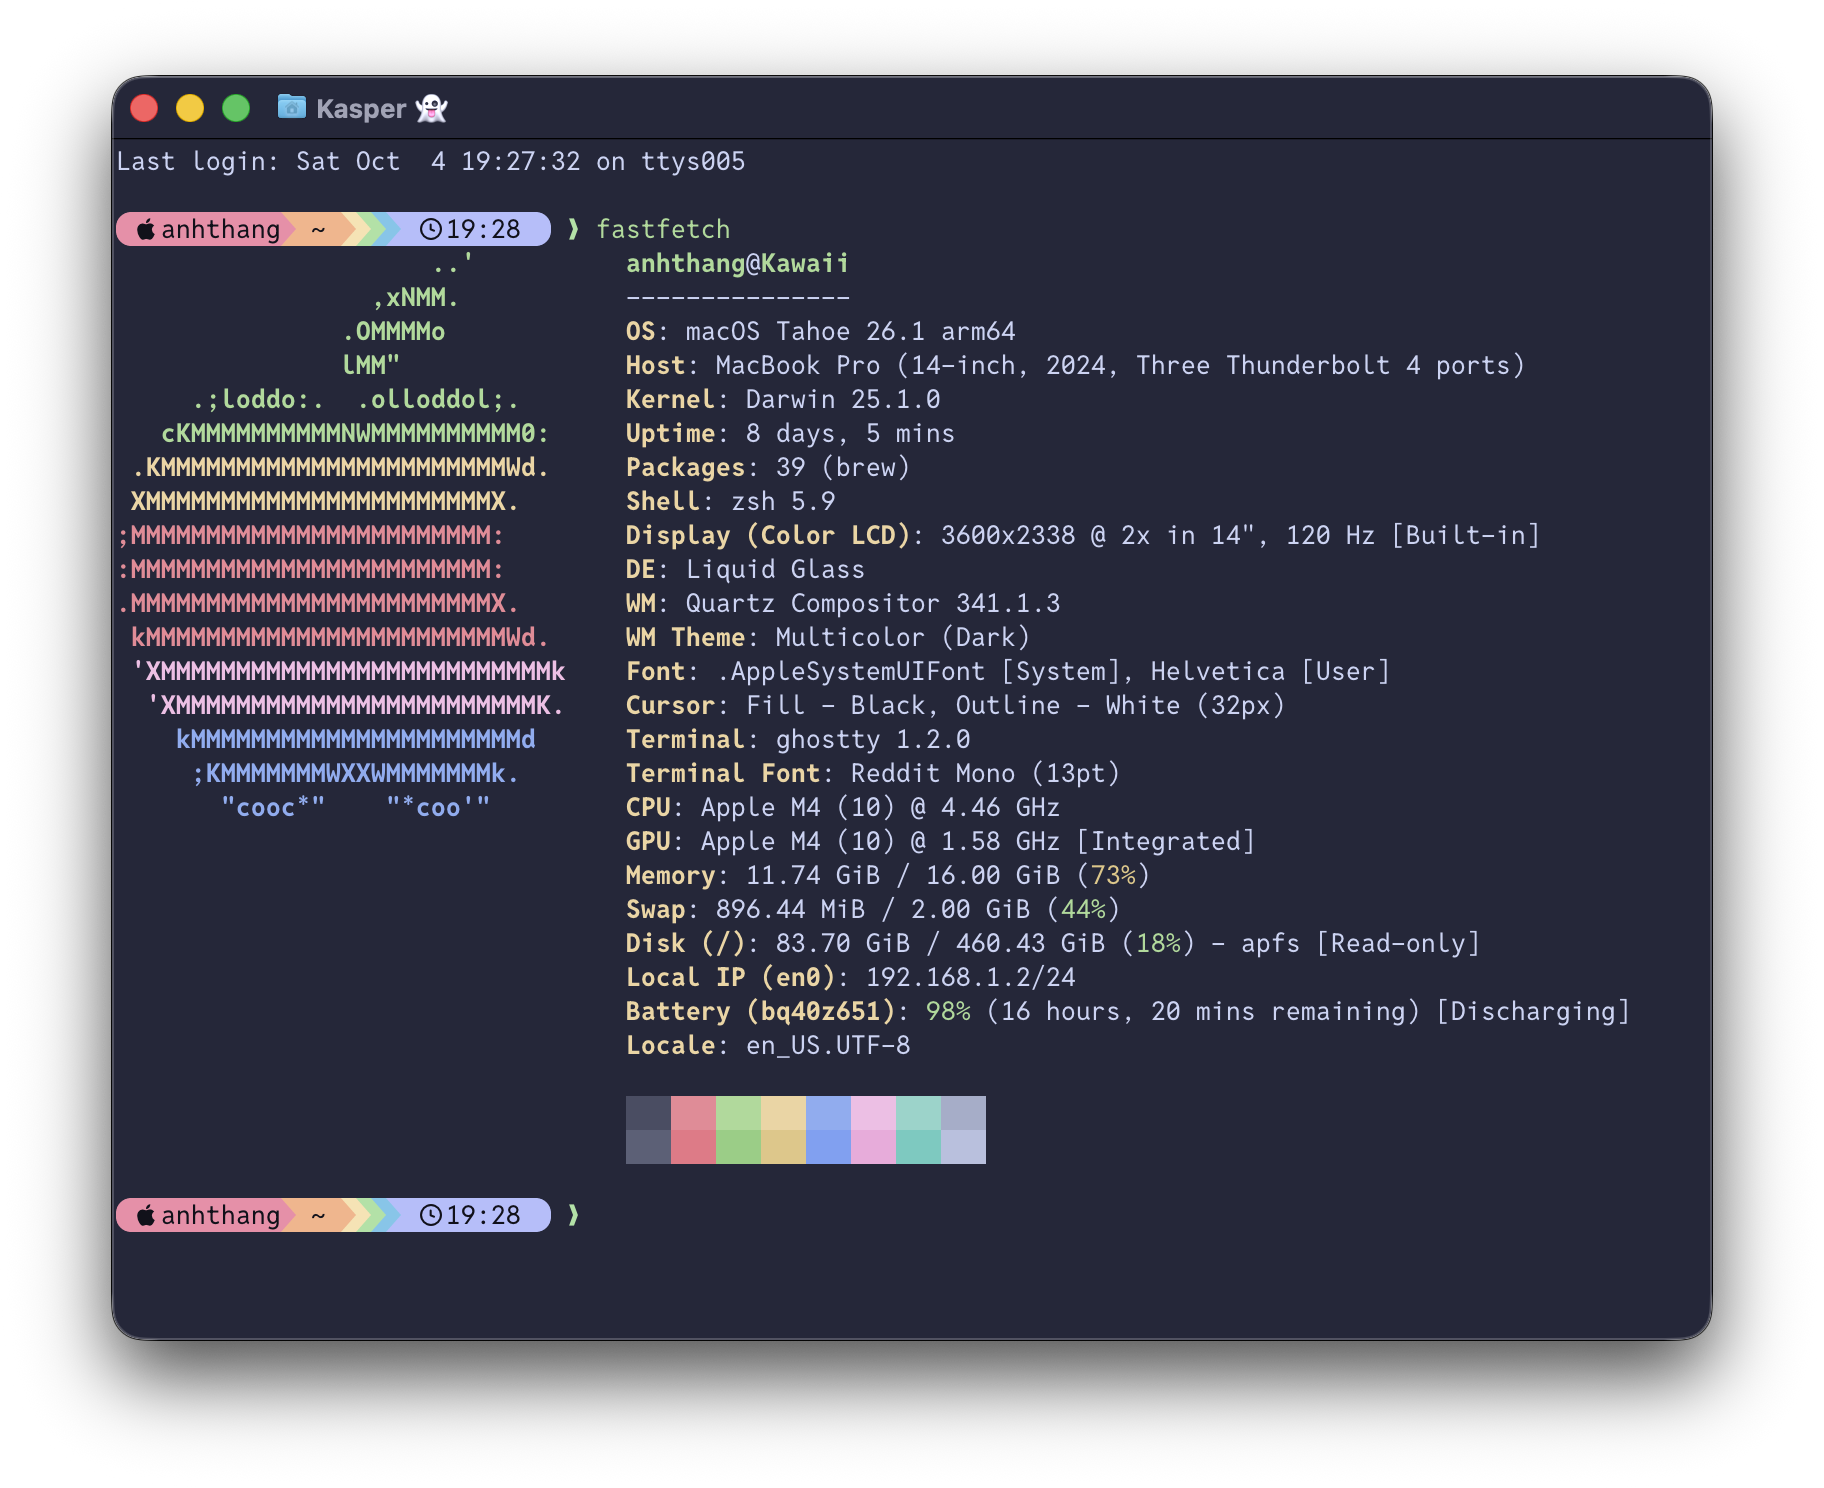 Kasper 👻
Last login: Sat Oct  4 19:27:32 on ttys005
anhthang ~ 19:28 ❱ fastfetch
                     ..'          anhthang@Kawaii
                 ,xNMM.           ---------------
               .OMMMMo            OS: macOS Tahoe 26.1 arm64
               lMM"               Host: MacBook Pro (14-inch, 2024, Three Thunderbolt 4 ports)
     .;loddo:.  .olloddol;.       Kernel: Darwin 25.1.0
   cKMMMMMMMMMMNWMMMMMMMMMM0:     Uptime: 8 days, 5 mins
 .KMMMMMMMMMMMMMMMMMMMMMMMWd.     Packages: 39 (brew)
 XMMMMMMMMMMMMMMMMMMMMMMMX.       Shell: zsh 5.9
;MMMMMMMMMMMMMMMMMMMMMMMM:        Display (Color LCD): 3600x2338 @ 2x in 14", 120 Hz [Built-in]
:MMMMMMMMMMMMMMMMMMMMMMMM:        DE: Liquid Glass
.MMMMMMMMMMMMMMMMMMMMMMMMX.       WM: Quartz Compositor 341.1.3
 kMMMMMMMMMMMMMMMMMMMMMMMMWd.     WM Theme: Multicolor (Dark)
 'XMMMMMMMMMMMMMMMMMMMMMMMMMMk    Font: .AppleSystemUIFont [System], Helvetica [User]
  'XMMMMMMMMMMMMMMMMMMMMMMMMK.    Cursor: Fill - Black, Outline - White (32px)
    kMMMMMMMMMMMMMMMMMMMMMMd      Terminal: ghostty 1.2.0
     ;KMMMMMMMWXXWMMMMMMMk.       Terminal Font: Reddit Mono (13pt)
       "cooc*"    "*coo'"         CPU: Apple M4 (10) @ 4.46 GHz
GPU: Apple M4 (10) @ 1.58 GHz [Integrated]
Memory: 11.74 GiB / 16.00 GiB (73%)
Swap: 896.44 MiB / 2.00 GiB (44%)
Disk (/): 83.70 GiB / 460.43 GiB (18%) - apfs [Read-only]
Local IP (en0): 192.168.1.2/24
Battery (bq40z651): 98% (16 hours, 20 mins remaining) [Discharging]
Locale: en_US.UTF-8
anhthang ~ 19:28 ❱